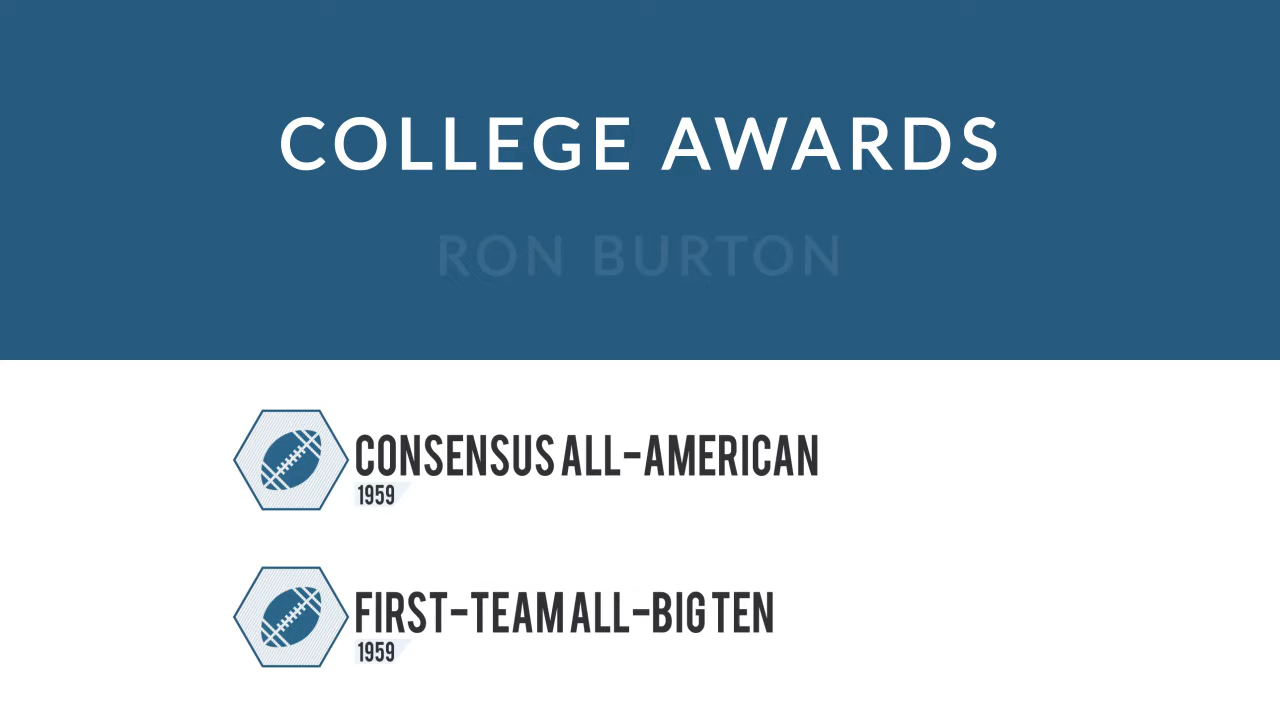 COLLEGE AWARDS
RON BURTON
CONSENSUS ALL-AMERICAN
1959
FIRST-TEAM ALL-BIG TEN
1959